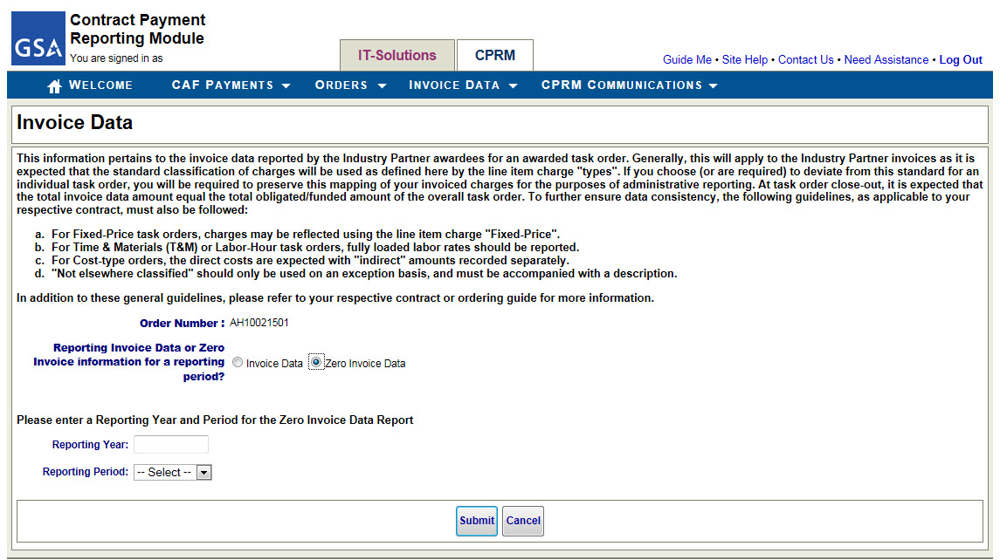 GSA
Contract Payment
Reporting Module
You are signed in as
IT-Solutions
CPRM
Guide Me • Site Help • Contact Us • Need Assistance • Log Out
WELCOME
CAF PAYMENTS
ORDERS
INVOICE DATA
CPRM COMMUNICATIONS
Invoice Data
This information pertains to the invoice data reported by the Industry Partner awardees for an awarded task order. Generally, this will apply to the Industry Partner invoices as it is
expected that the standard classification of charges will be used as defined here by the line item charge "types". If you choose (or are required) to deviate from this standard for an
individual task order, you will be required to preserve this mapping of your invoiced charges for the purposes of administrative reporting. At task order close-out, it is expected that
the total invoice data amount equal the total obligated/funded amount of the overall task order. To further ensure data consistency, the following guidelines, as applicable to your
respective contract, must also be followed:
a. For Fixed-Price task orders, charges may be reflected using the line item charge "Fixed-Price".
b. For Time & Materials (T&M) or Labor-Hour task orders, fully loaded labor rates should be reported.
c. For Cost-type orders, the direct costs are expected with "indirect" amounts recorded separately.
d. "Not elsewhere classified" should only be used on an exception basis, and must be accompanied with a description.
In addition to these general guidelines, please refer to your respective contract or ordering guide for more information.
Order Number : AH10021501
Reporting Invoice Data or Zero
Invoice information for a reporting
period?
Invoice Data
Zero Invoice Data
Please enter a Reporting Year and Period for the Zero Invoice Data Report
Reporting Year:
Reporting Period: -- Select --
Submit
Cancel